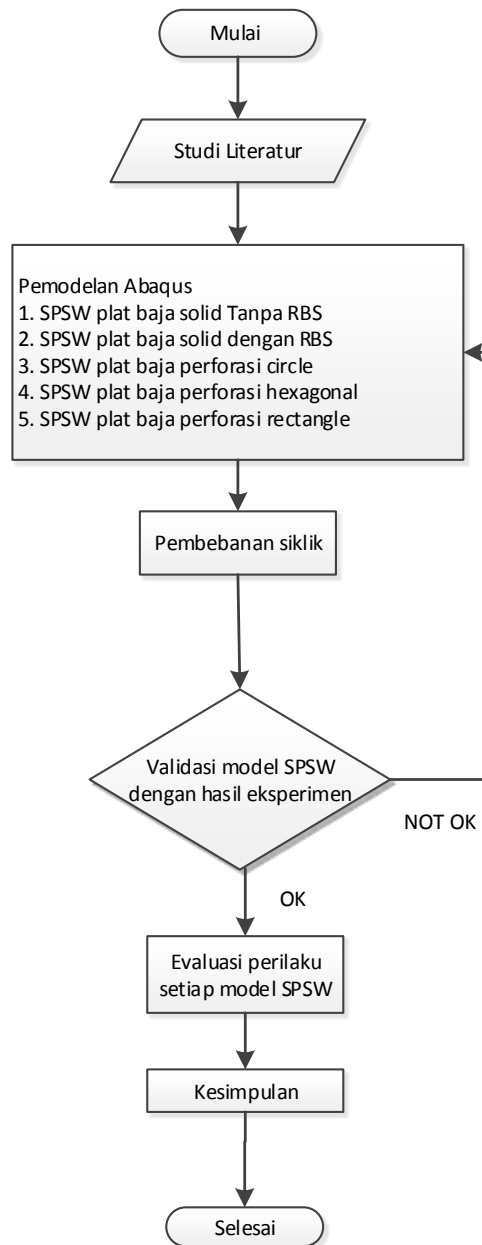 Mulai
Studi Literatur
Pemodelan Abaqus
1. SPSW plat baja solid Tanpa RBS
2. SPSW plat baja solid dengan RBS
3. SPSW plat baja perforasi circle
4. SPSW plat baja perforasi hexagonal
5. SPSW plat baja perforasi rectangle
Pembebanan siklik
Validasi model SPSW
dengan hasil eksperimen
NOT OK
OK
Evaluasi perilaku
setiap model SPSW
Kesimpulan
Selesai